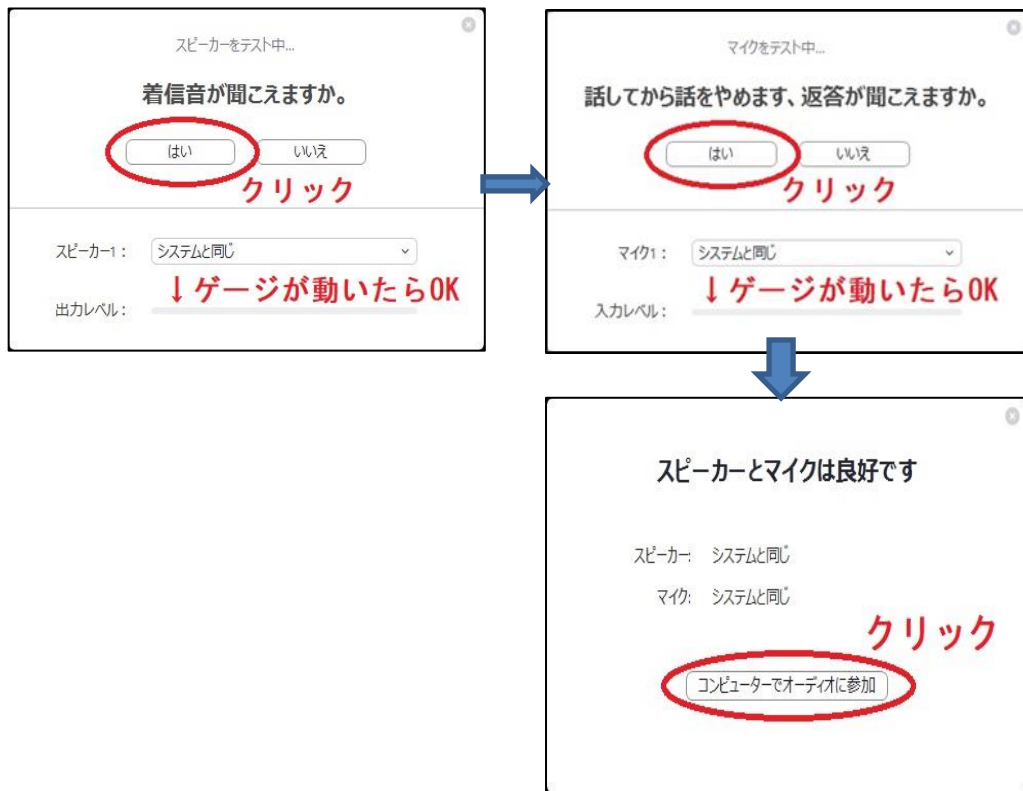 スピーカーをテスト中...
着信音が聞こえますか。
はい いいえ
クリック
スピーカー1： システムと同じ
↓ゲージが動いたらOK
出力レベル：
マイクをテスト中...
話してから話をやめます、返答が聞こえますか。
はい いいえ
クリック
マイク1： システムと同じ
↓ゲージが動いたらOK
入力レベル：
スピーカーとマイクは良好です
スピーカー: システムと同じ
マイク: システムと同じ
クリック
コンピューターでオーディオに参加